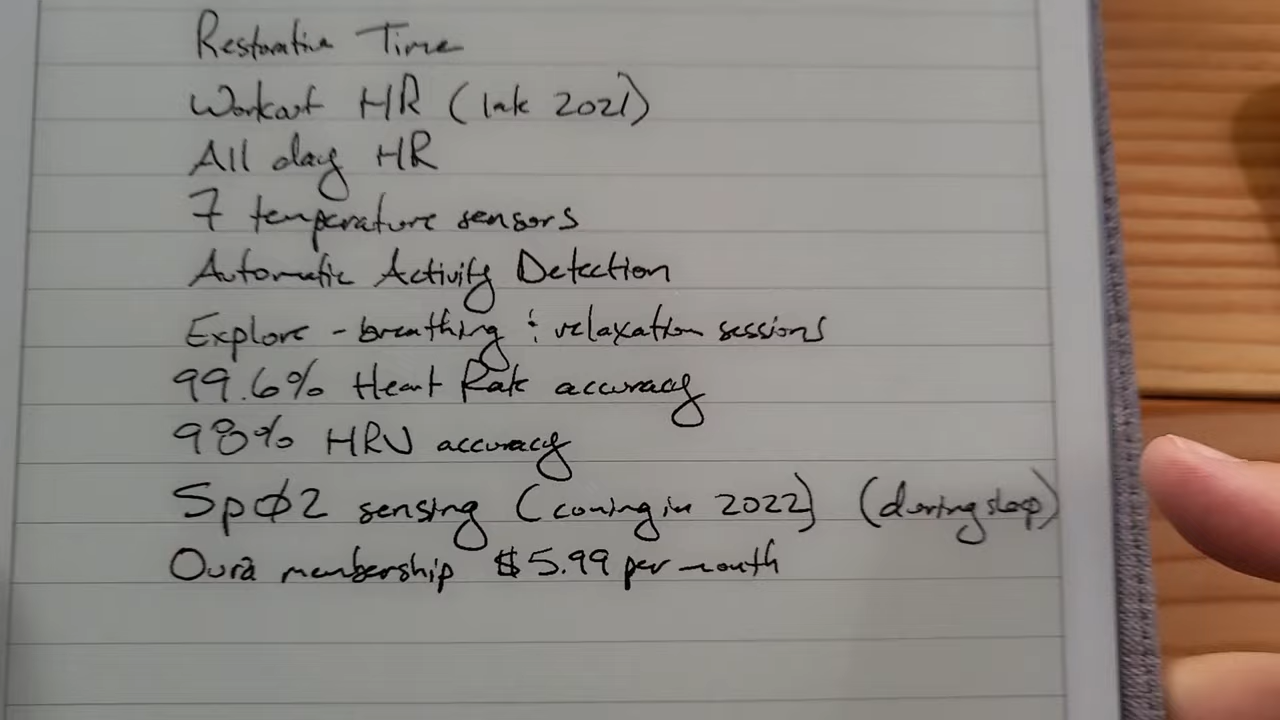 Restorative Time
Workout HR (late 2021)
All day HR
7 temperature sensors
Automatic Activity Detection
Explore - breathing & relaxation sessions
99.6% Heart Rate accuracy
98% HRV accuracy
SpO2 sensing (coming in 2022) (during sleep)
Oura membership $5.99 per month